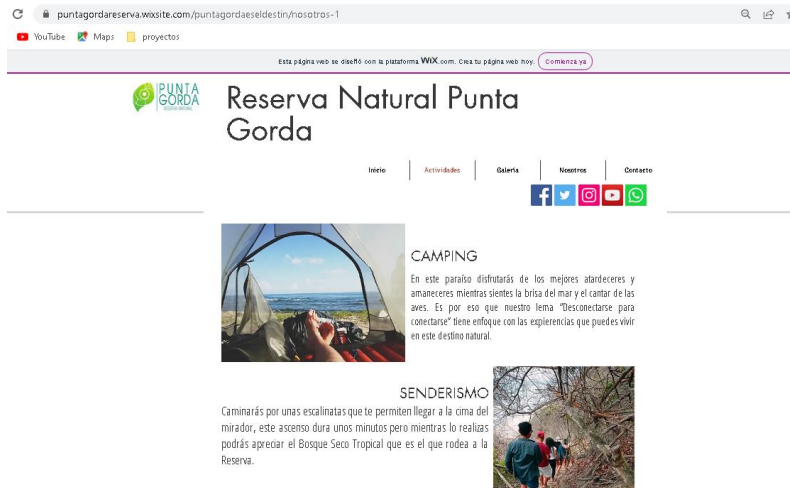 puntagordareserva.wixsite.com/puntagordaeseldestin/nosotros-1
YouTube Maps proyectos
Esta página web se diseñó con la plataforma WiX.com. Crea tu página web hoy. Comienza ya
PUNTA
GORDA
RESERVA NATURAL
Reserva Natural Punta
Gorda
Inicio Actividades Galería Nosotros Contacto
CAMPING
En este paraíso disfrutarás de los mejores atardeceres y
amaneceres mientras sientes la brisa del mar y el cantar de las
aves. Es por eso que nuestro lema "Desconectarse para
conectarse" tiene enfoque con las expierencias que puedes vivir
en este destino natural.
SENDERISMO
Caminarás por unas escalinatas que te permiten llegar a la cima del
mirador, este ascenso dura unos minutos pero mientras lo realizas
podrás apreciar el Bosque Seco Tropical que es el que rodea a la
Reserva.